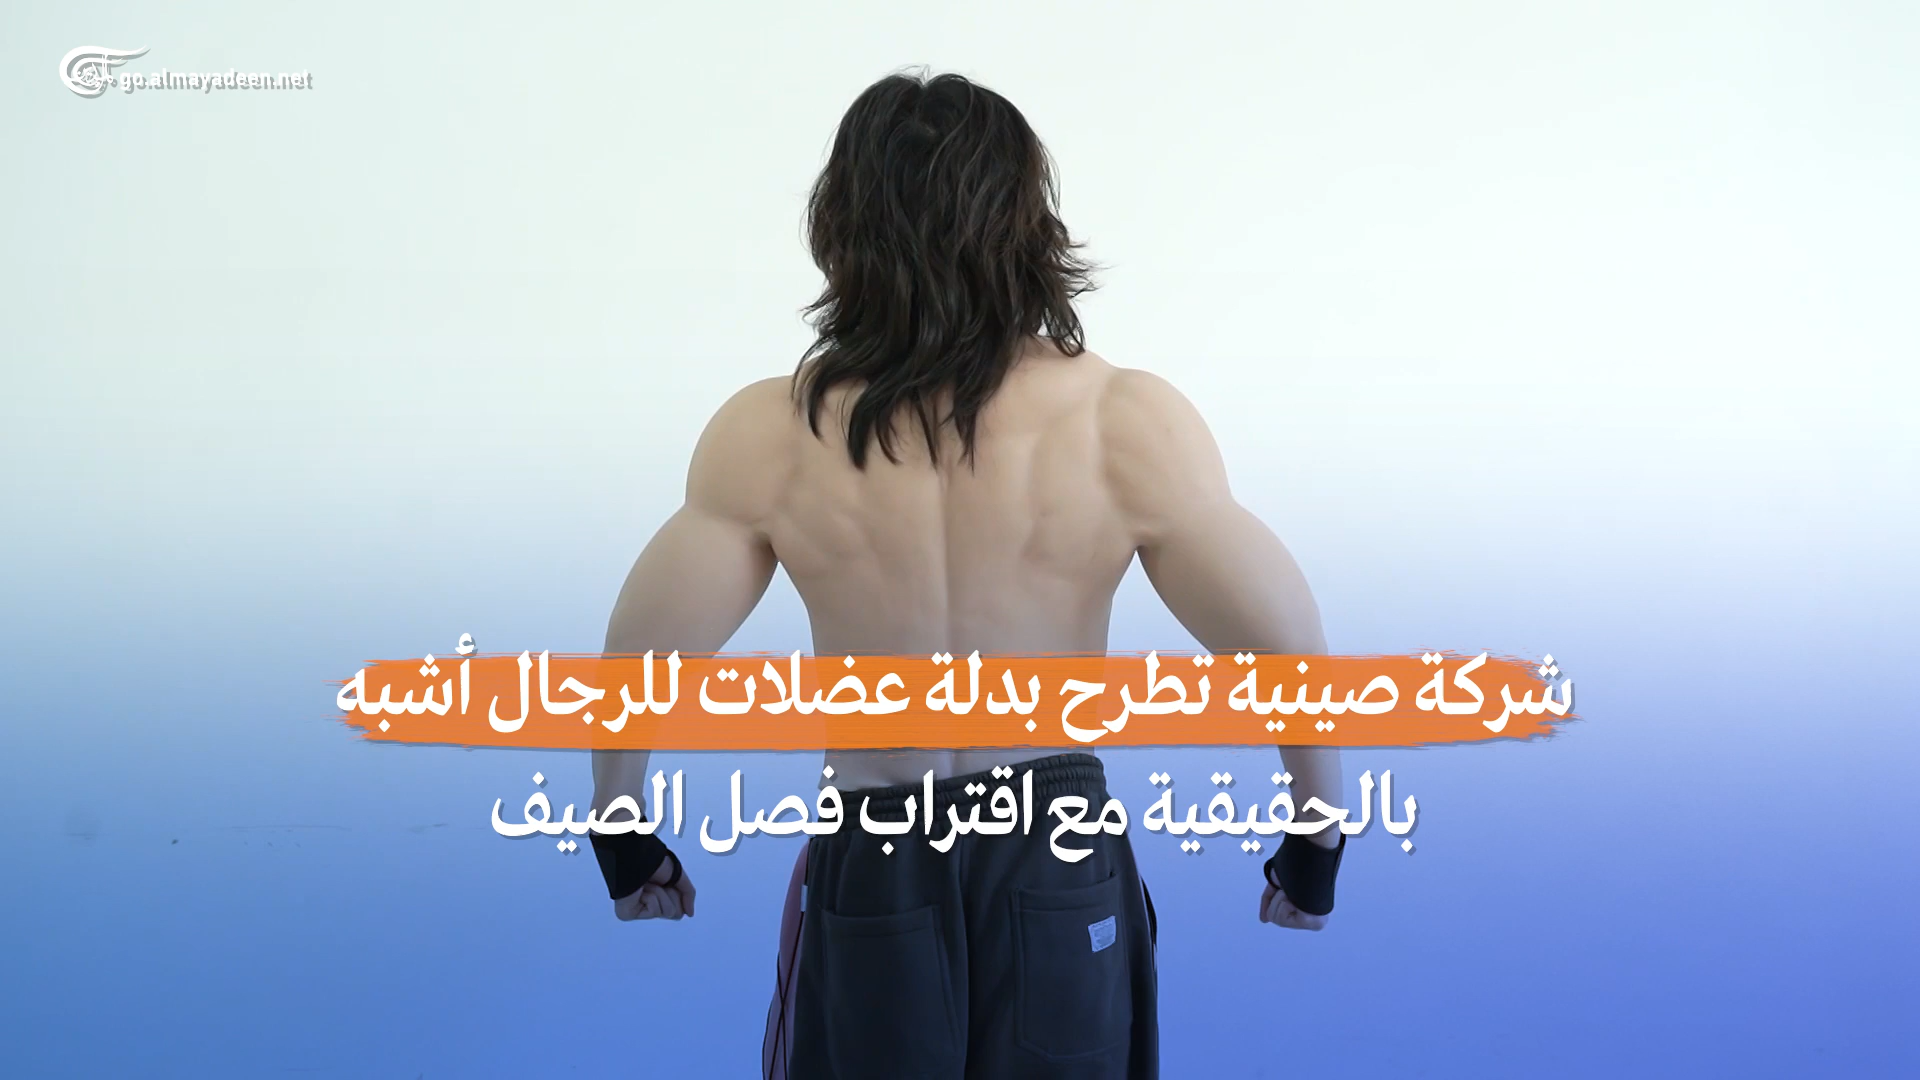 go.almayadeen.net
شركة صينية تطرح بدلة عضلات للرجال أشبه
بالحقيقية مع اقتراب فصل الصيف